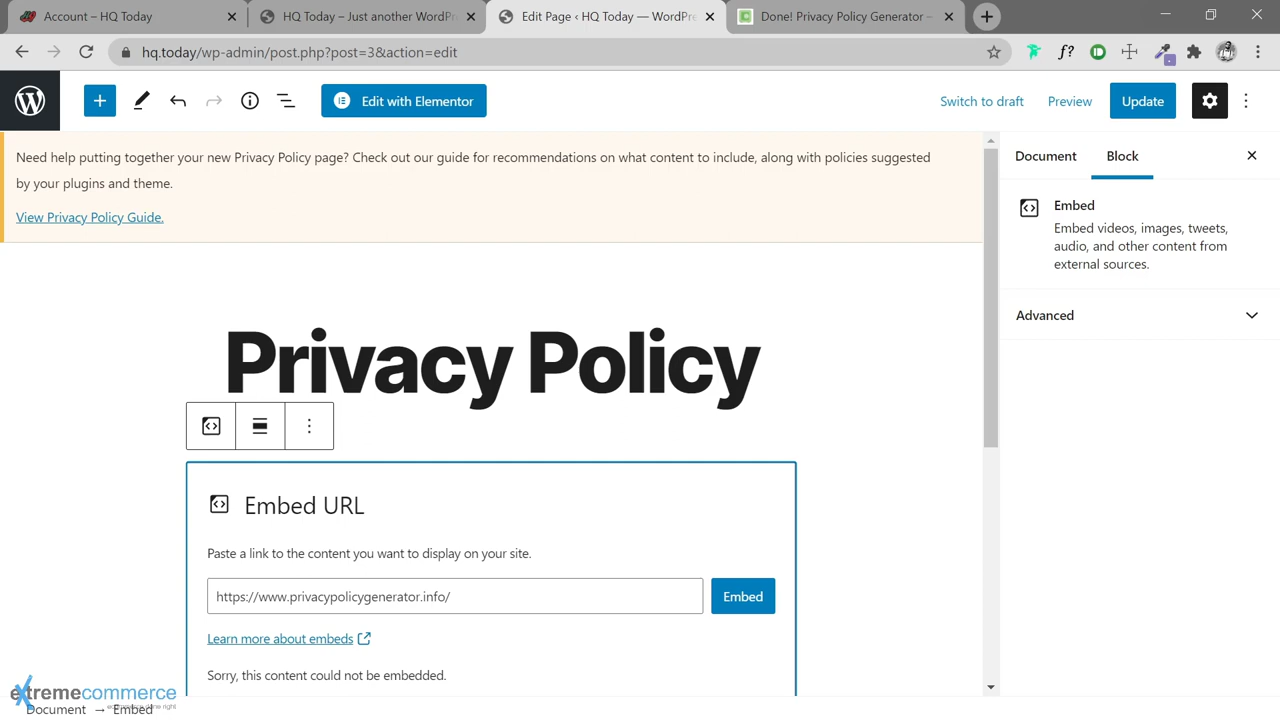 Account — HQ Today
HQ Today – Just another WordPr
Edit Page ‹ HQ Today — WordPre
Done! Privacy Policy Generator –
hq.today/wp-admin/post.php?post=3&action=edit
f?
Edit with Elementor
Switch to draft
Preview
Update
Need help putting together your new Privacy Policy page? Check out our guide for recommendations on what content to include, along with policies suggested
by your plugins and theme.
View Privacy Policy Guide.
Document
Block
Embed
Embed videos, images, tweets,
audio, and other content from
external sources.
Advanced
Privacy Policy
Embed URL
Paste a link to the content you want to display on your site.
https://www.privacypolicygenerator.info/
Embed
Learn more about embeds
Sorry, this content could not be embedded.
extremecommerce
Document → Embed